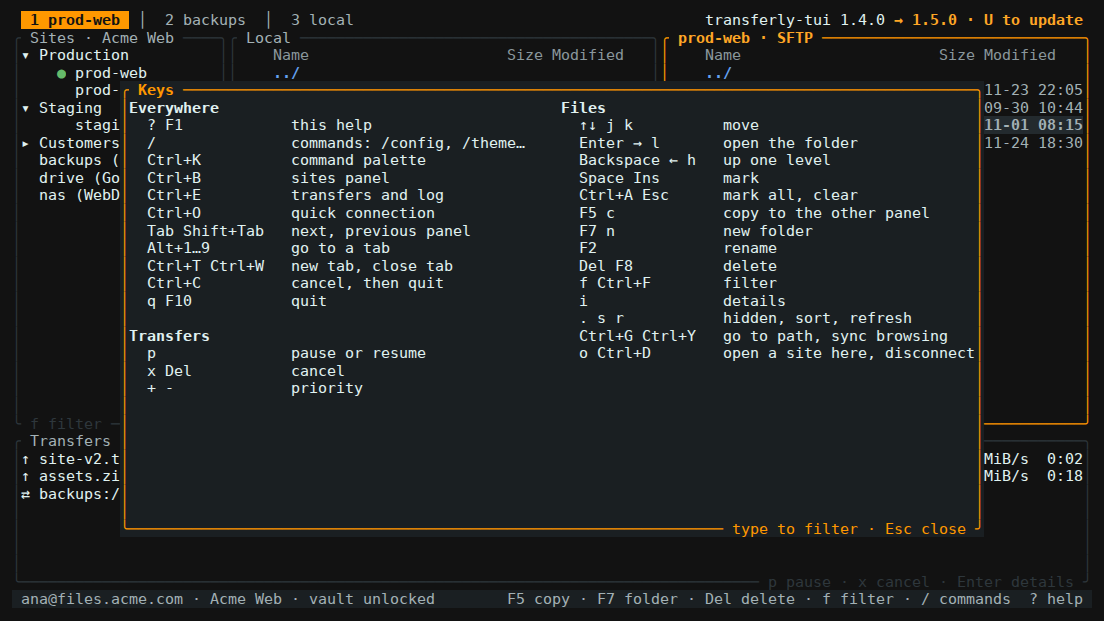 1 prod-web │ 2 backups │ 3 local transferly-tui 1.4.0 → 1.5.0 · U to update
Sites · Acme Web Local prod-web · SFTP
▾ Production Name Size Modified Name Size Modified
● prod-web ../ ../
prod- 11-23 22:05
▾ Staging 09-30 10:44
stagi 11-01 08:15
▸ Customers 11-24 18:30
backups (
drive (Go
nas (WebD
Keys
Everywhere
? F1 this help
/ commands: /config, /theme…
Ctrl+K command palette
Ctrl+B sites panel
Ctrl+E transfers and log
Ctrl+O quick connection
Tab Shift+Tab next, previous panel
Alt+1…9 go to a tab
Ctrl+T Ctrl+W new tab, close tab
Ctrl+C cancel, then quit
q F10 quit
Transfers
p pause or resume
x Del cancel
+ - priority
Files
↑↓ j k move
Enter → l open the folder
Backspace ← h up one level
Space Ins mark
Ctrl+A Esc mark all, clear
F5 c copy to the other panel
F7 n new folder
F2 rename
Del F8 delete
f Ctrl+F filter
i details
. s r hidden, sort, refresh
Ctrl+G Ctrl+Y go to path, sync browsing
o Ctrl+D open a site here, disconnect
type to filter · Esc close
f filter
Transfers
↑ site-v2.t MiB/s 0:02
↑ assets.zi MiB/s 0:18
⇄ backups:/
p pause · x cancel · Enter details
ana@files.acme.com · Acme Web · vault unlocked F5 copy · F7 folder · Del delete · f filter · / commands ? help